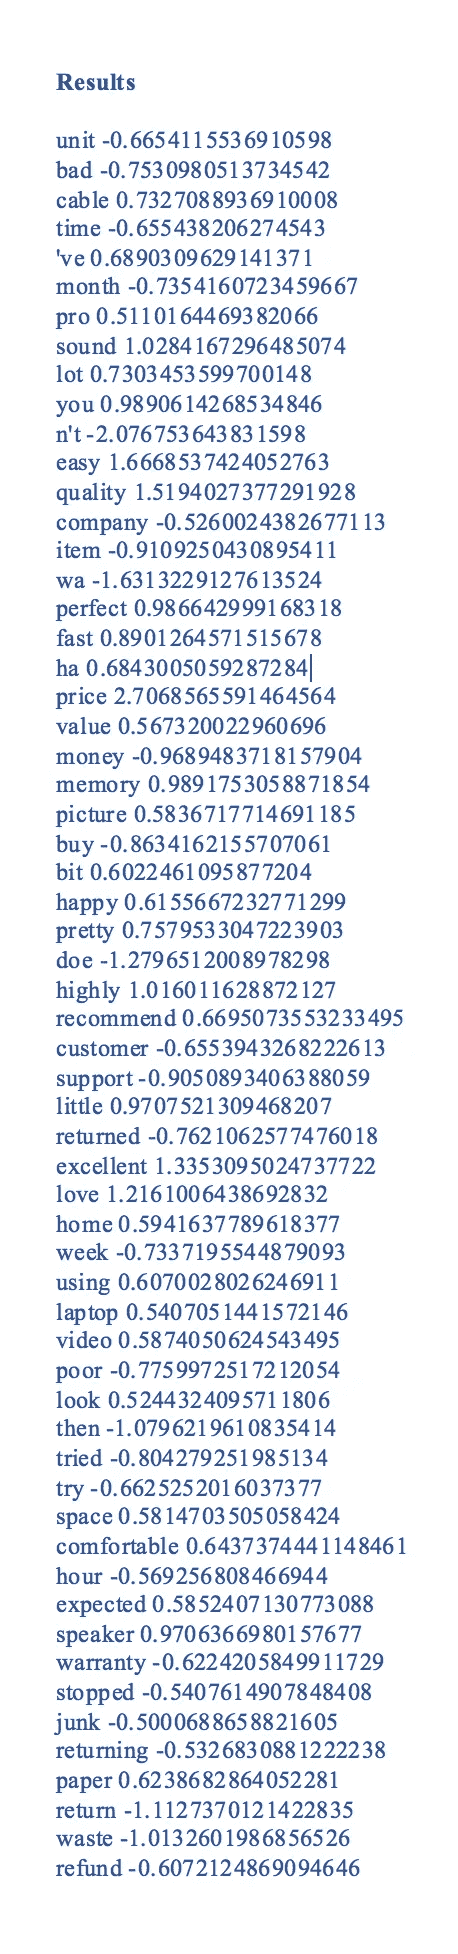 Results
unit -0.6654115536910598
bad -0.7530980513734542
cable 0.7327088936910008
time -0.655438206274543
've 0.6890309629141371
month -0.7354160723459667
pro 0.5110164469382066
sound 1.0284167296485074
lot 0.7303453599700148
you 0.9890614268534846
n't -2.076753643831598
easy 1.6668537424052763
quality 1.5194027377291928
company -0.5260024382677113
item -0.9109250430895411
wa -1.6313229127613524
perfect 0.986642999168318
fast 0.8901264571515678
ha 0.6843005059287284
price 2.7068565591464564
value 0.567320022960696
money -0.9689483718157904
memory 0.9891753058871854
picture 0.5836717714691185
buy -0.8634162155707061
bit 0.6022461095877204
happy 0.6155667232771299
pretty 0.7579533047223903
doe -1.2796512008978298
highly 1.016011628872127
recommend 0.6695073553233495
customer -0.6553943268222613
support -0.9050893406388059
little 0.9707521309468207
returned -0.7621062577476018
excellent 1.3353095024737722
love 1.2161006438692832
home 0.5941637789618377
week -0.7337195544879093
using 0.6070028026246911
laptop 0.5407051441572146
video 0.5874050624543495
poor -0.7759972517212054
look 0.5244324095711806
then -1.0796219610835414
tried -0.804279251985134
try -0.6625252016037377
space 0.5814703505058424
comfortable 0.6437374441148461
hour -0.569256808466944
expected 0.5852407130773088
speaker 0.9706366980157677
warranty -0.6224205849911729
stopped -0.5407614907848408
junk -0.5000688658821605
returning -0.5326830881222238
paper 0.6238682864052281
return -1.1127370121422835
waste -1.0132601986856526
refund -0.6072124869094646